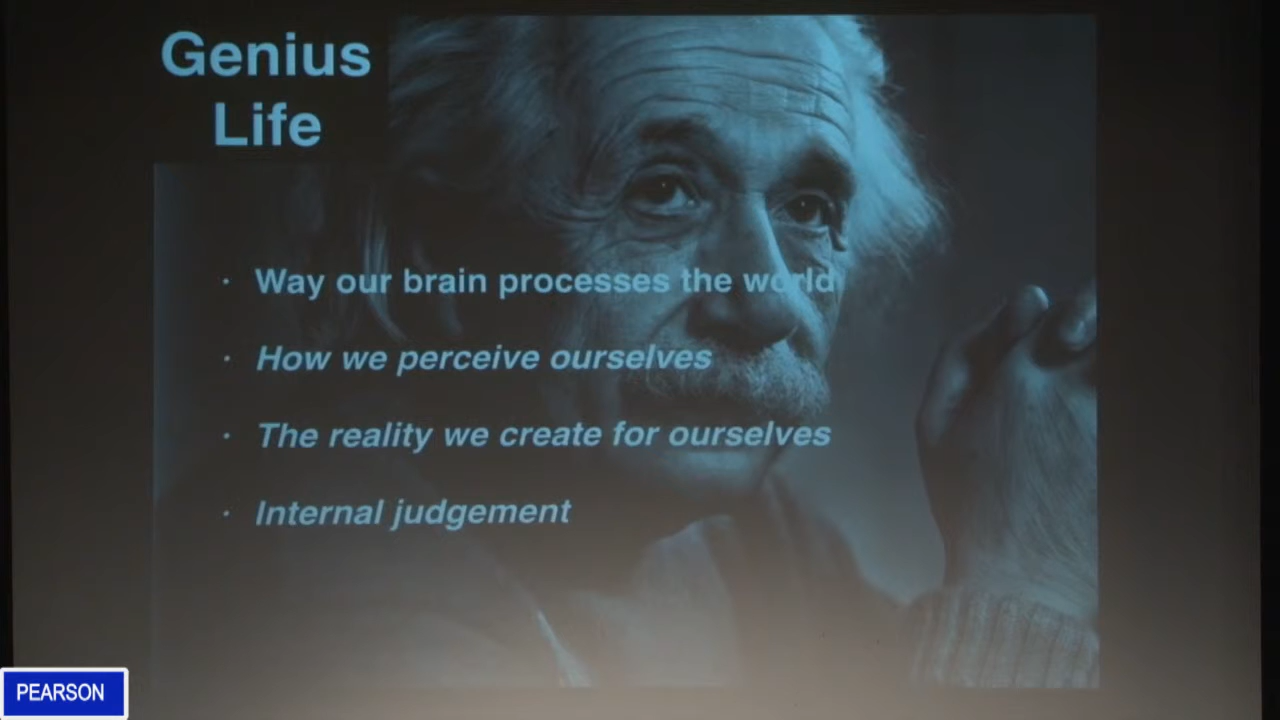 Genius
Life
· Way our brain processes the world
· How we perceive ourselves
· The reality we create for ourselves
· Internal judgement
PEARSON